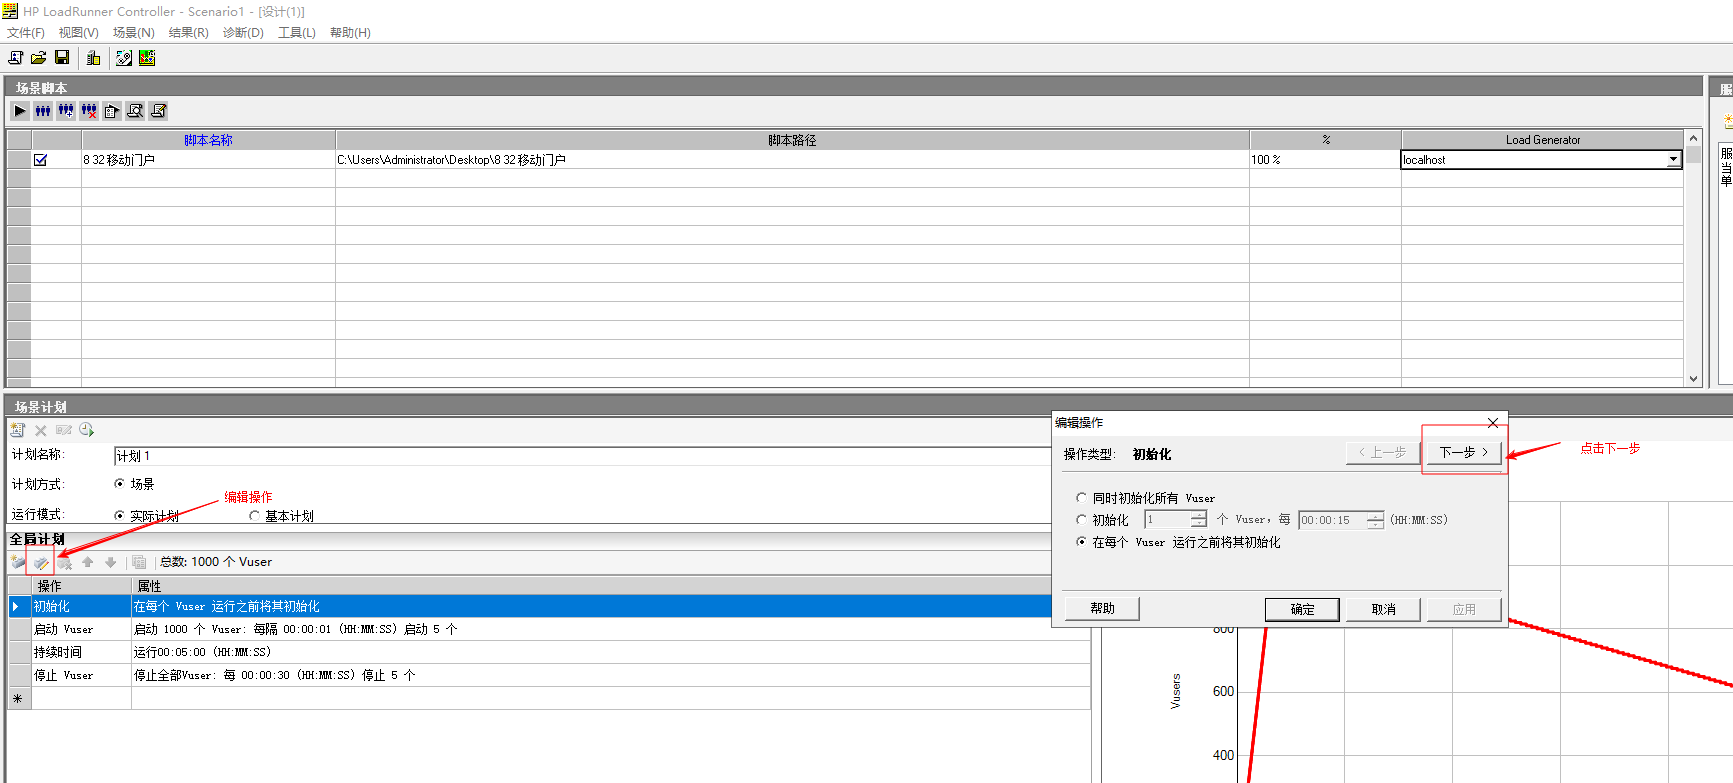 HP LoadRunner Controller - Scenario1 - [设计(1)]
文件(F) 视图(V) 场景(N) 结果(R) 诊断(D) 工具(L) 帮助(H)
场景脚本
服
脚本名称 脚本路径 % Load Generator
8 32移动门户 C:\Users\Administrator\Desktop\8 32移动门户 100 % localhost
服
当
单
场景计划
计划名称: 计划 1
计划方式: 场景
运行模式: 实际计划 基本计划
编辑操作
全局计划
总数: 1000 个 Vuser
操作 属性
初始化 在每个 Vuser 运行之前将其初始化
启动 Vuser 启动 1000 个 Vuser: 每隔 00:00:01 (HH:MM:SS) 启动 5 个
持续时间 运行00:05:00 (HH:MM:SS)
停止 Vuser 停止全部Vuser: 每 00:00:30 (HH:MM:SS) 停止 5 个
*
编辑操作
操作类型: 初始化 < 上一步 下一步 >
点击下一步
同时初始化所有 Vuser
初始化 1 个 Vuser，每 00:00:15 (HH:MM:SS)
在每个 Vuser 运行之前将其初始化
帮助 确定 取消 应用
800
600
400
Vusers